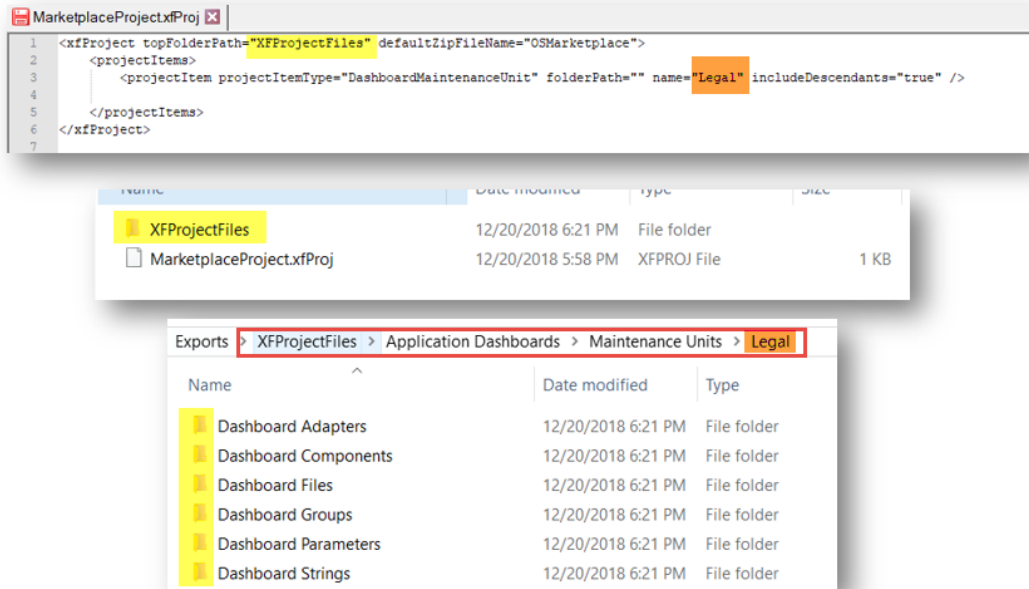 MarketplaceProject.xfProj
1 <xfProject topFolderPath="XFProjectFiles" defaultZipFileName="OSMarketplace">
2 <projectItems>
3 <projectItem projectItemType="DashboardMaintenanceUnit" folderPath="" name="Legal" includeDescendants="true" />
4
5 </projectItems>
6 </xfProject>
7
Name Date modified Type Size
XFProjectFiles 12/20/2018 6:21 PM File folder
MarketplaceProject.xfProj 12/20/2018 5:58 PM XFPROJ File 1 KB
Exports > XFProjectFiles > Application Dashboards > Maintenance Units > Legal
Name Date modified Type
Dashboard Adapters 12/20/2018 6:21 PM File folder
Dashboard Components 12/20/2018 6:21 PM File folder
Dashboard Files 12/20/2018 6:21 PM File folder
Dashboard Groups 12/20/2018 6:21 PM File folder
Dashboard Parameters 12/20/2018 6:21 PM File folder
Dashboard Strings 12/20/2018 6:21 PM File folder